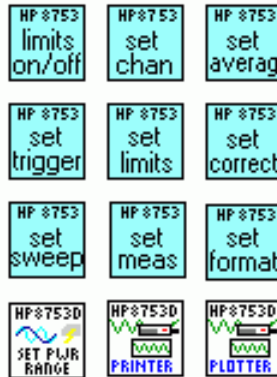 HP 8753 HP 8753 HP 8753
limits set set
on/off chan averag
HP 8753 HP 8753 HP 8753
set set set
trigger limits correct
HP 8753 HP 8753 HP 8753
set set set
sweep meas format
HP8753D HP8753D HP8753D
SET PWR
RANGE PRINTER PLOTTER